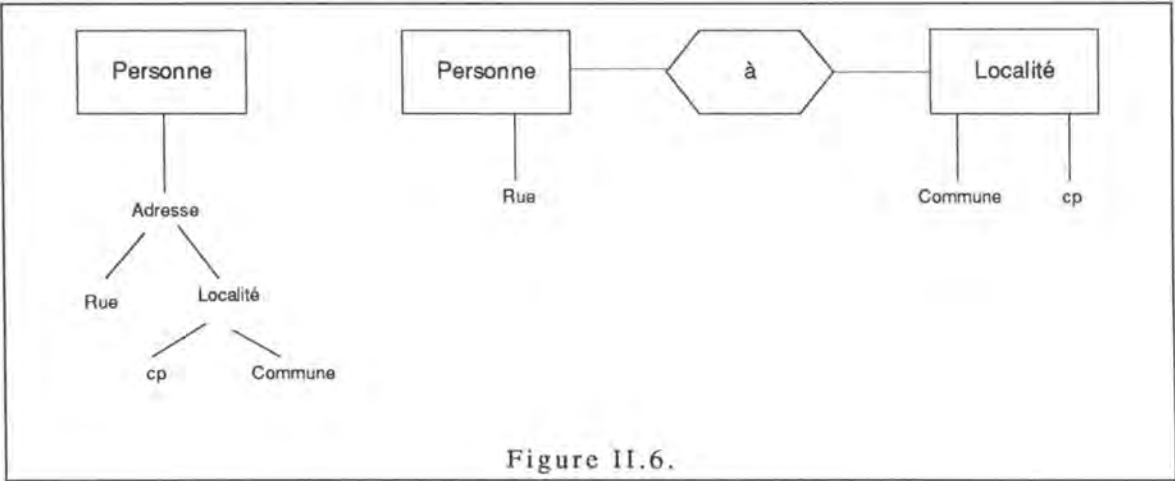 Personne
Personne
à
Localité
Adresse
Rue
Commune
cp
Rue
Localité
cp
Commune
Figure II.6.